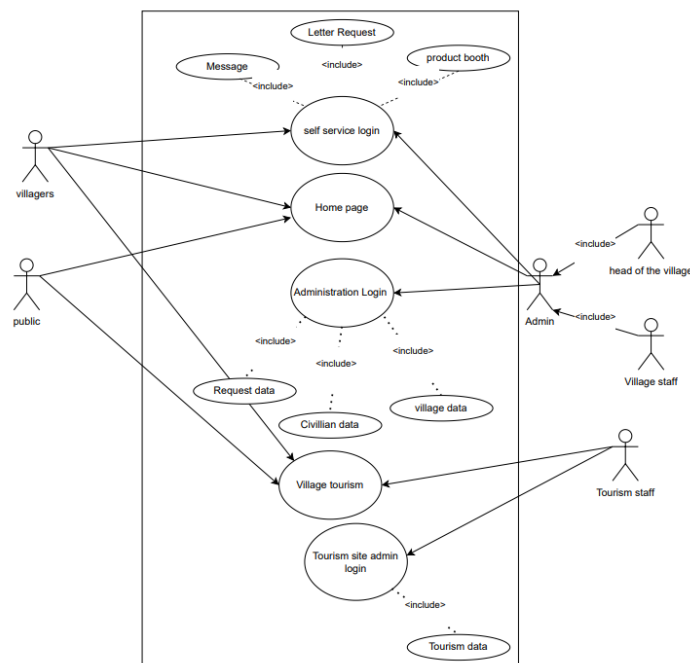 Letter Request
Message
<include>
product booth
<include>
<include>
self service login
villagers
Home page
<include>
head of the village
Administration Login
public
Admin
<include>
<include>
<include>
<include>
Village staff
Request data
village data
Civillian data
Village tourism
Tourism staff
Tourism site admin
login
<include>
Tourism data